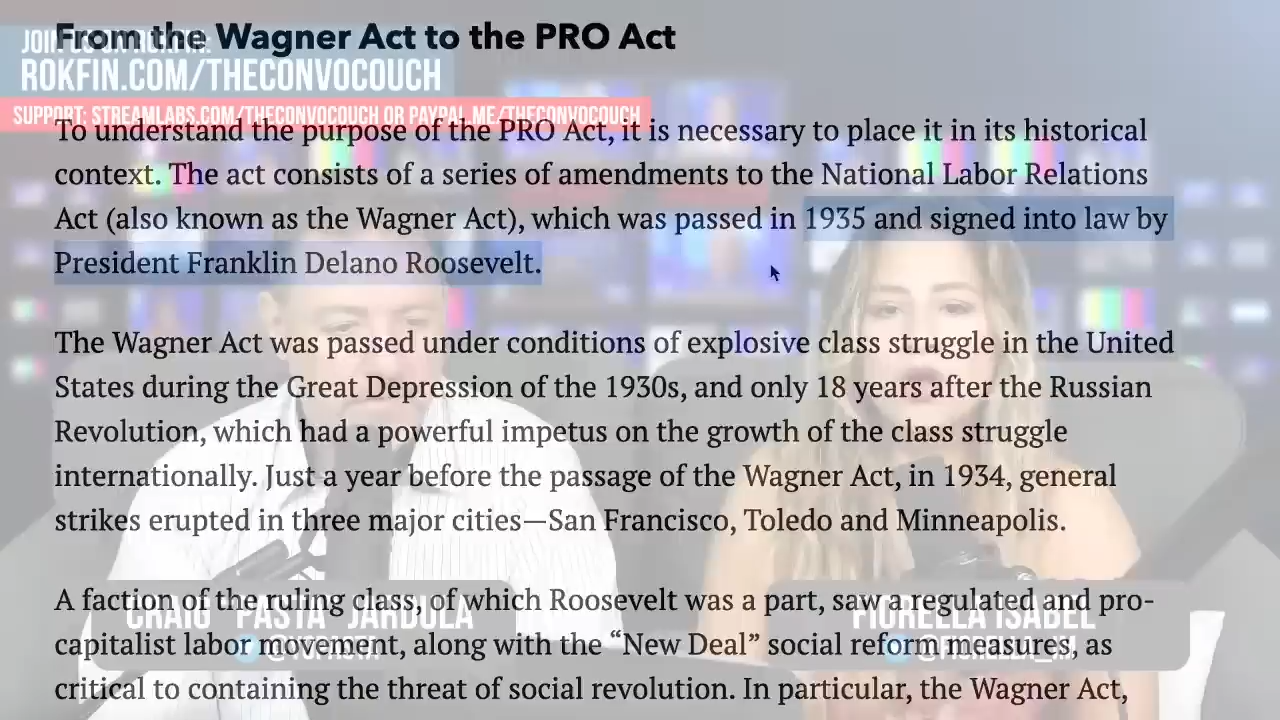 From the Wagner Act to the PRO Act
JOIN US ON ROKFIN:
ROKFIN.COM/THECONVOCOUCH
SUPPORT: STREAMLABS.COM/THECONVOCOUCH OR PAYPAL.ME/THECONVOCOUCH
To understand the purpose of the PRO Act, it is necessary to place it in its historical
context. The act consists of a series of amendments to the National Labor Relations
Act (also known as the Wagner Act), which was passed in 1935 and signed into law by
President Franklin Delano Roosevelt.
The Wagner Act was passed under conditions of explosive class struggle in the United
States during the Great Depression of the 1930s, and only 18 years after the Russian
Revolution, which had a powerful impetus on the growth of the class struggle
internationally. Just a year before the passage of the Wagner Act, in 1934, general
strikes erupted in three major cities—San Francisco, Toledo and Minneapolis.
A faction of the ruling class, of which Roosevelt was a part, saw a regulated and pro-
CRAIG "PASTA" JARDULA
FIORELLA ISABEL
capitalist labor movement, along with the “New Deal” social reform measures, as
critical to containing the threat of social revolution. In particular, the Wagner Act,